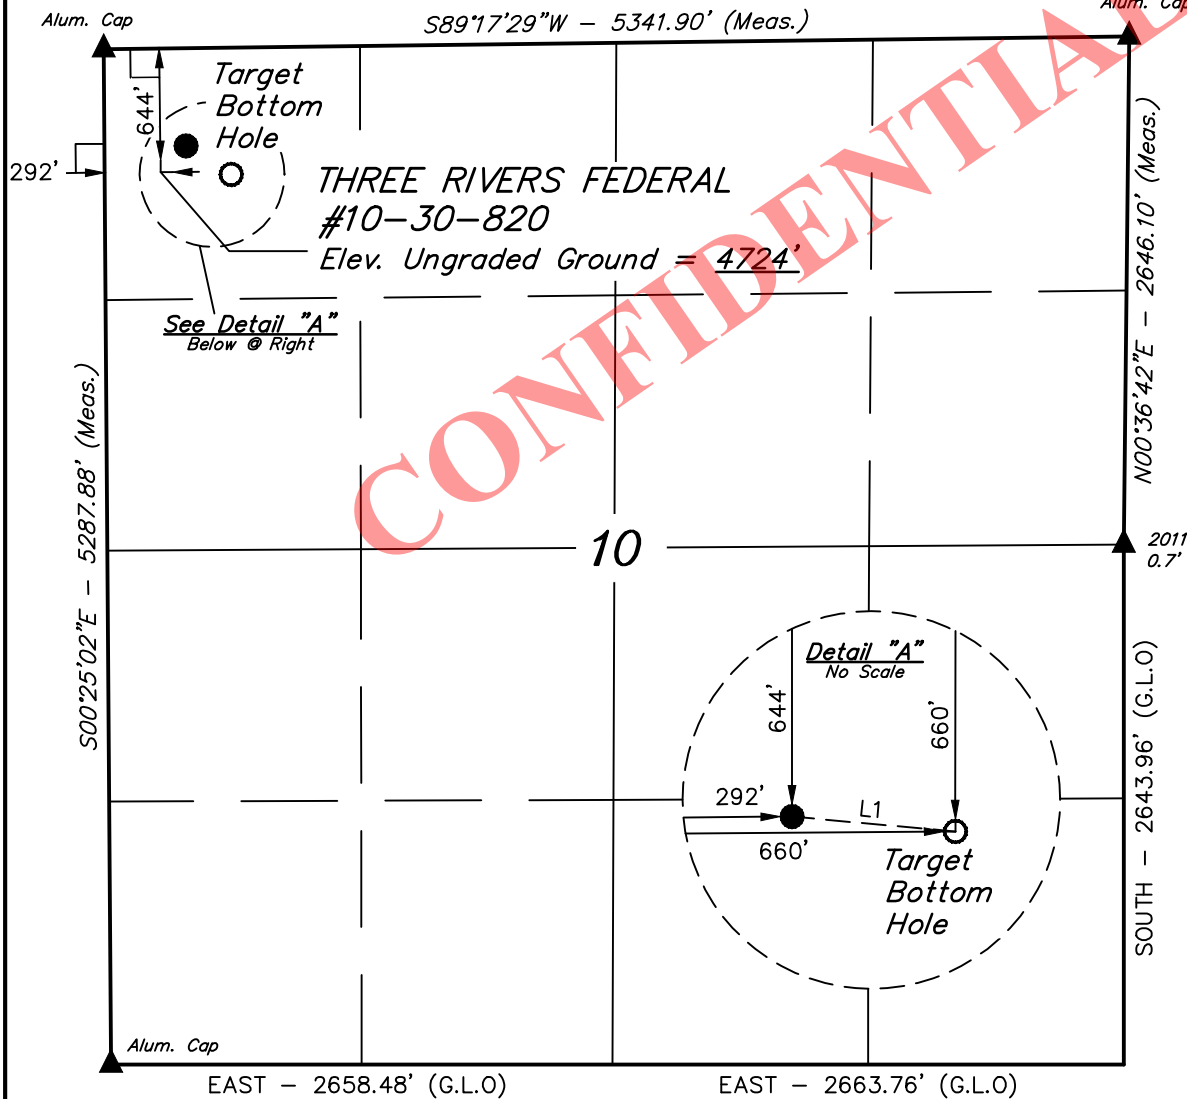 Alum. Cap
S89°17'29"W - 5341.90' (Meas.)
Alum. Cap
644'
Target
Bottom
Hole
292'
THREE RIVERS FEDERAL
#10-30-820
Elev. Ungraded Ground = 4724'
See Detail "A"
Below @ Right
CONFIDENTIAL
N00°36'42"E - 2646.10' (Meas.)
S00°25'02"E - 5287.88' (Meas.)
10
2011
0.7'
Detail "A"
No Scale
644'
660'
292'
L1
660'
Target
Bottom
Hole
SOUTH - 2643.96' (G.L.O)
Alum. Cap
EAST - 2658.48' (G.L.O)
EAST - 2663.76' (G.L.O)